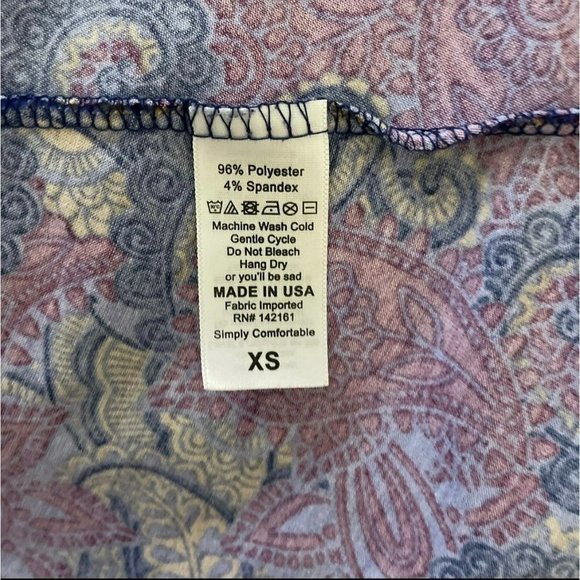 96% Polyester
4% Spandex
Machine Wash Cold
Gentle Cycle
Do Not Bleach
Hang Dry
or you'll be sad
MADE IN USA
Fabric Imported
RN# 142161
Simply Comfortable
XS